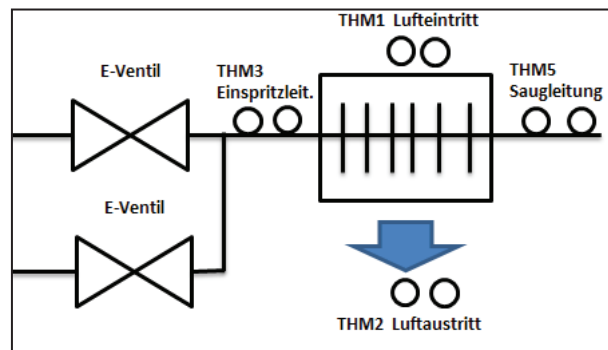 THM1 Lufteintritt
E-Ventil
THM3
Einspritzleit.
THM5
Saugleitung
E-Ventil
THM2 Luftaustritt